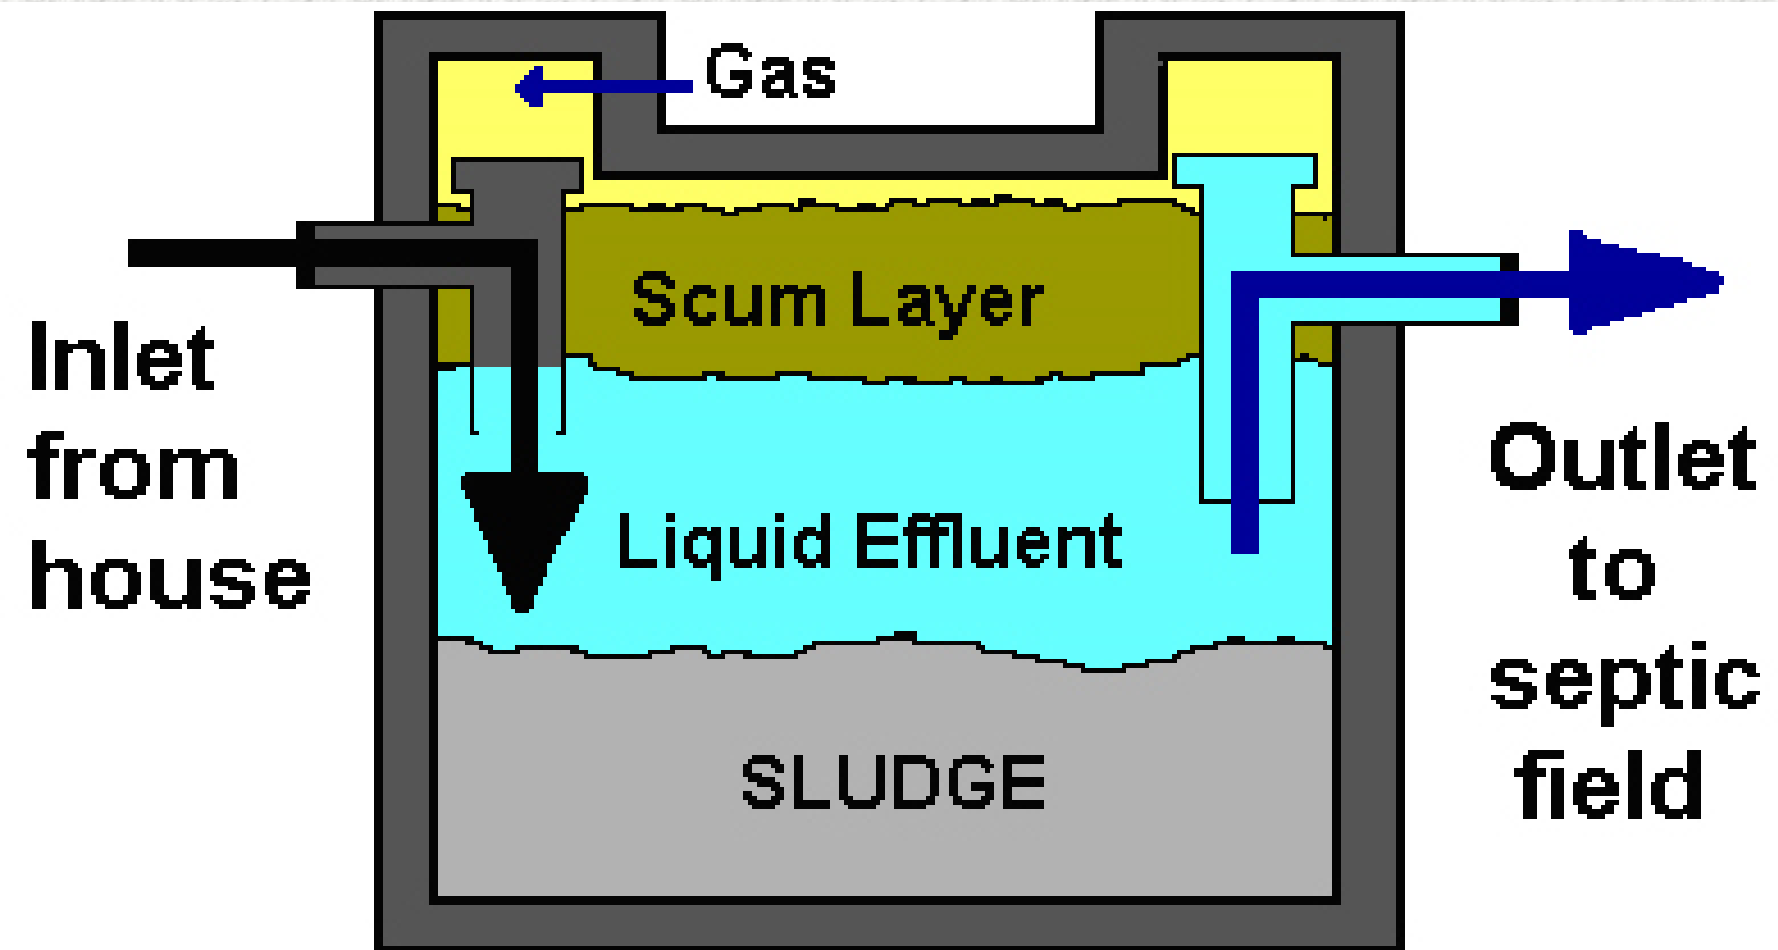 Gas
Scum Layer
Inlet
from
house
Liquid Effluent
Outlet
to
septic
field
SLUDGE